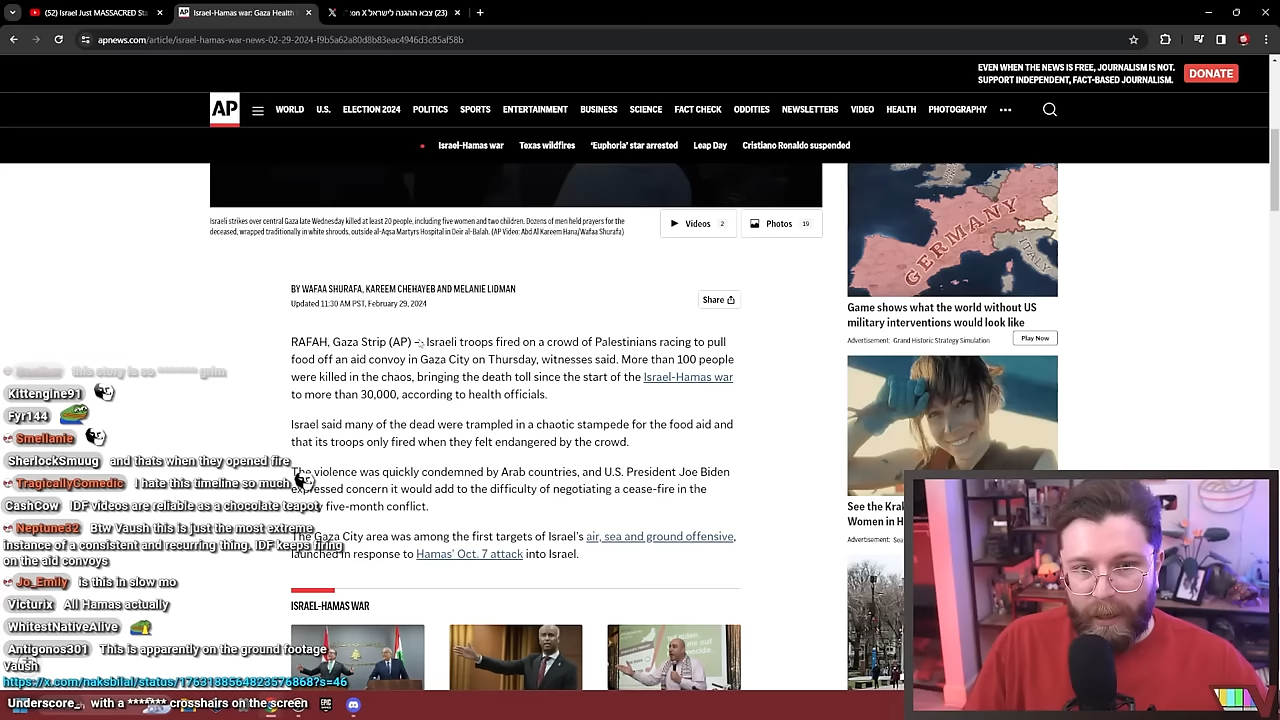 (52) Israel Just MASSACRED St
Israel-Hamas war: Gaza Health
(23) צבא ההגנה לישראל on X
apnews.com/article/israel-hamas-war-news-02-29-2024-f9b5a62a80d8b83eac4946d3c85af58b
EVEN WHEN THE NEWS IS FREE, JOURNALISM IS NOT.
SUPPORT INDEPENDENT, FACT-BASED JOURNALISM.
DONATE
AP
WORLD U.S. ELECTION 2024 POLITICS SPORTS ENTERTAINMENT BUSINESS SCIENCE FACT CHECK ODDITIES NEWSLETTERS VIDEO HEALTH PHOTOGRAPHY
Israel-Hamas war Texas wildfires ‘Euphoria’ star arrested Leap Day Cristiano Ronaldo suspended
Israeli strikes over central Gaza late Wednesday killed at least 20 people, including five women and two children. Dozens of men held prayers for the
deceased, wrapped traditionally in white shrouds, outside al-Aqsa Martyrs Hospital in Deir al-Balah. (AP Video: Abd Al Kareem Hana/Wafaa Shurafa)
Videos 2
Photos 19
BY WAFAA SHURAFA, KAREEM CHEHAYEB AND MELANIE LIDMAN
Updated 11:30 AM PST, February 29, 2024
Share
RAFAH, Gaza Strip (AP) — Israeli troops fired on a crowd of Palestinians racing to pull
food off an aid convoy in Gaza City on Thursday, witnesses said. More than 100 people
were killed in the chaos, bringing the death toll since the start of the Israel-Hamas war
to more than 30,000, according to health officials.
Israel said many of the dead were trampled in a chaotic stampede for the food aid and
that its troops only fired when they felt endangered by the crowd.
The violence was quickly condemned by Arab countries, and U.S. President Joe Biden
expressed concern it would add to the difficulty of negotiating a cease-fire in the
five-month conflict.
The Gaza City area was among the first targets of Israel’s air, sea and ground offensive,
launched in response to Hamas’ Oct. 7 attack into Israel.
ISRAEL-HAMAS WAR
GERMANY
ITALY
Game shows what the world without US
military interventions would look like
Advertisement: Grand Historic Strategy Simulation
Play Now
See the Kra
Women in H
Advertisement: Sea
this story is so ******* grim
Kittengine91
Fyr144
Smellanie
SherlockSmuug and thats when they opened fire
TragicallyComedic I hate this timeline so much
CashCow IDF videos are reliable as a chocolate teapot
Neptune32 Btw Vaush this is just the most extreme
instance of a consistent and recurring thing. IDF keeps firing
on the aid convoys
Jo_Emily is this in slow mo
Victurix All Hamas actually
WhitestNativeAlive
Antigonos301 This is apparently on the ground footage
Vaush
https://x.com/naksbilal/status/1763188564823576868?s=46
Underscore_ with a ******* crosshairs on the screen